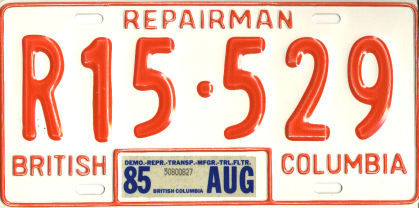 REPAIRMAN
R15·529
BRITISH COLUMBIA
DEMO.-REPR.-TRANSP.-MFGR.-TRL.FLTR.
50800827
85 BRITISH COLUMBIA AUG